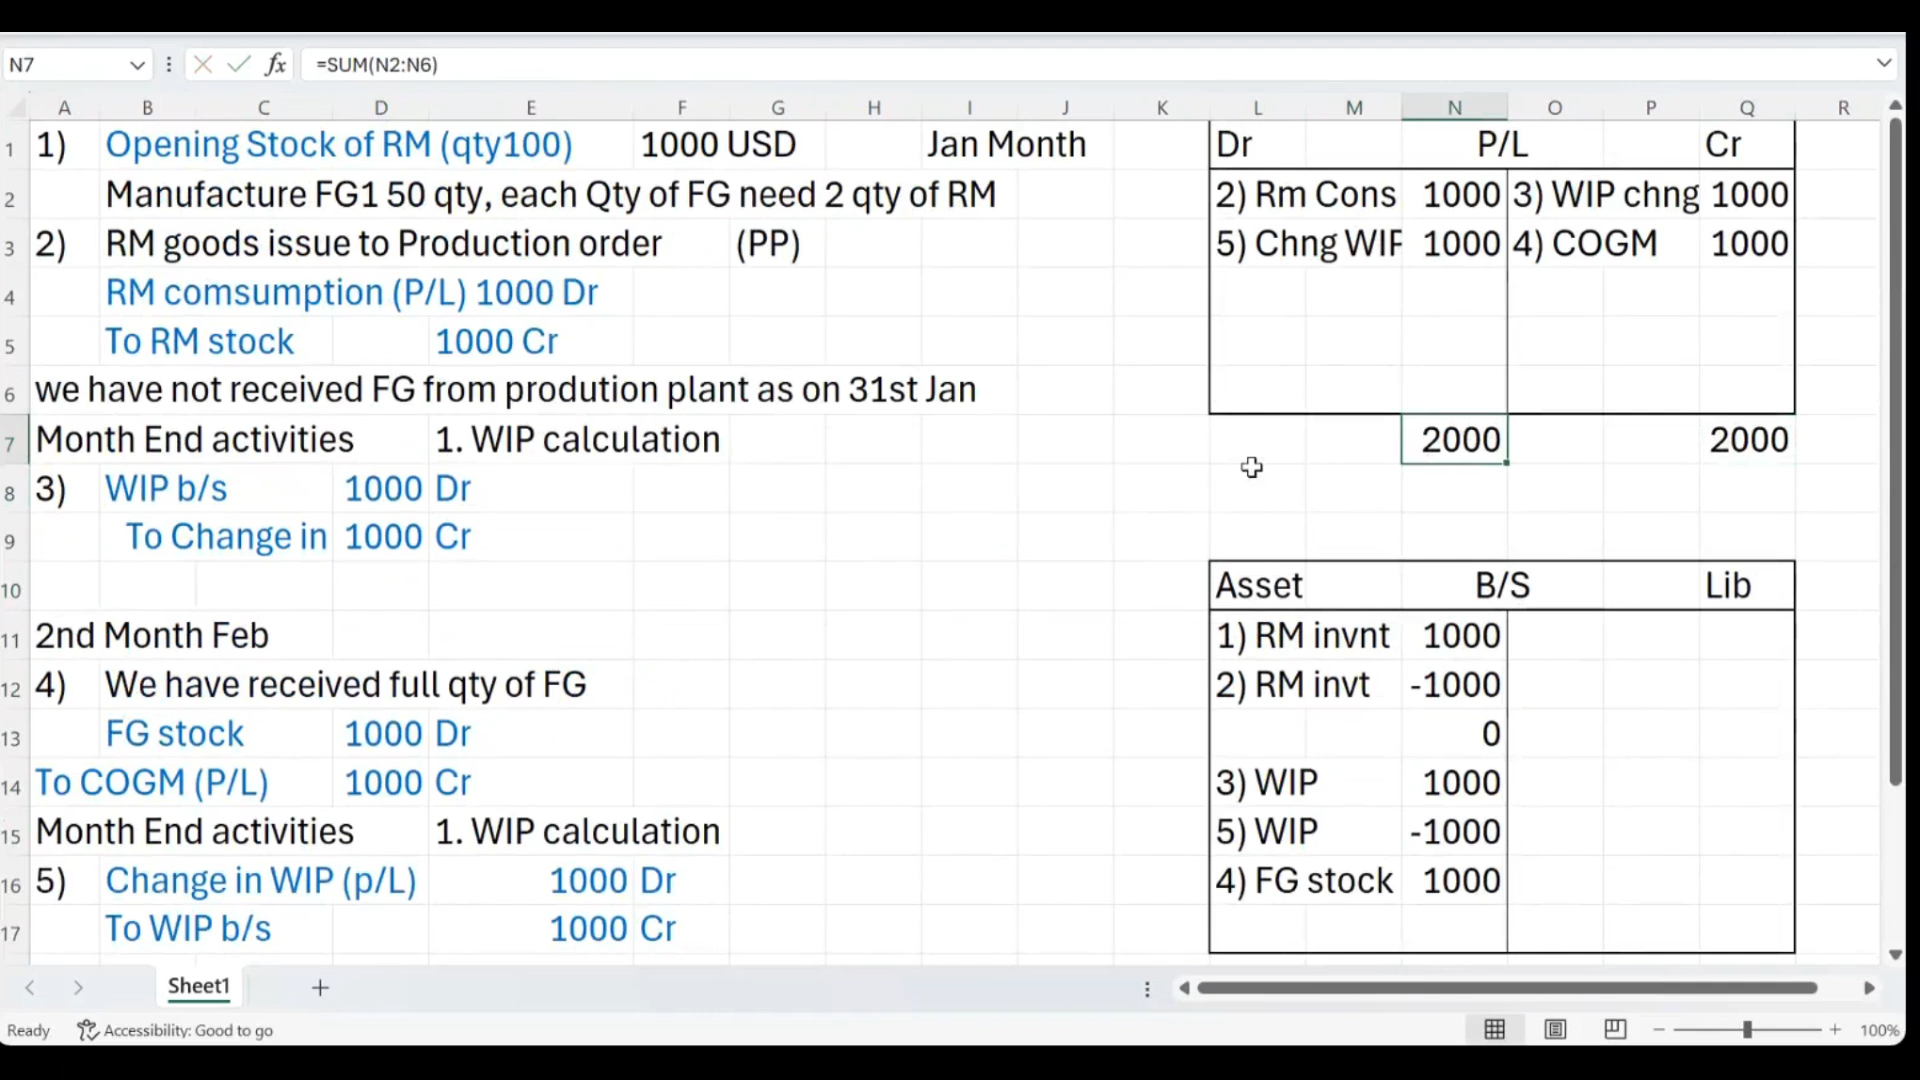 N7 =SUM(N2:N6)
A B C D E F G H I J K L M N O P Q R
1 1) Opening Stock of RM (qty100) 1000 USD Jan Month Dr P/L Cr
2 Manufacture FG1 50 qty, each Qty of FG need 2 qty of RM 2) Rm Cons 1000 3) WIP chng 1000
3 2) RM goods issue to Production order (PP) 5) Chng WIP 1000 4) COGM 1000
4 RM comsumption (P/L) 1000 Dr
5 To RM stock 1000 Cr
6 we have not received FG from prodution plant as on 31st Jan
7 Month End activities 1. WIP calculation 2000 2000
8 3) WIP b/s 1000 Dr
9 To Change in 1000 Cr
10 Asset B/S Lib
11 2nd Month Feb 1) RM invnt 1000
12 4) We have received full qty of FG 2) RM invt -1000
13 FG stock 1000 Dr 0
14 To COGM (P/L) 1000 Cr 3) WIP 1000
15 Month End activities 1. WIP calculation 5) WIP -1000
16 5) Change in WIP (p/L) 1000 Dr 4) FG stock 1000
17 To WIP b/s 1000 Cr
Sheet1
Ready Accessibility: Good to go 100%